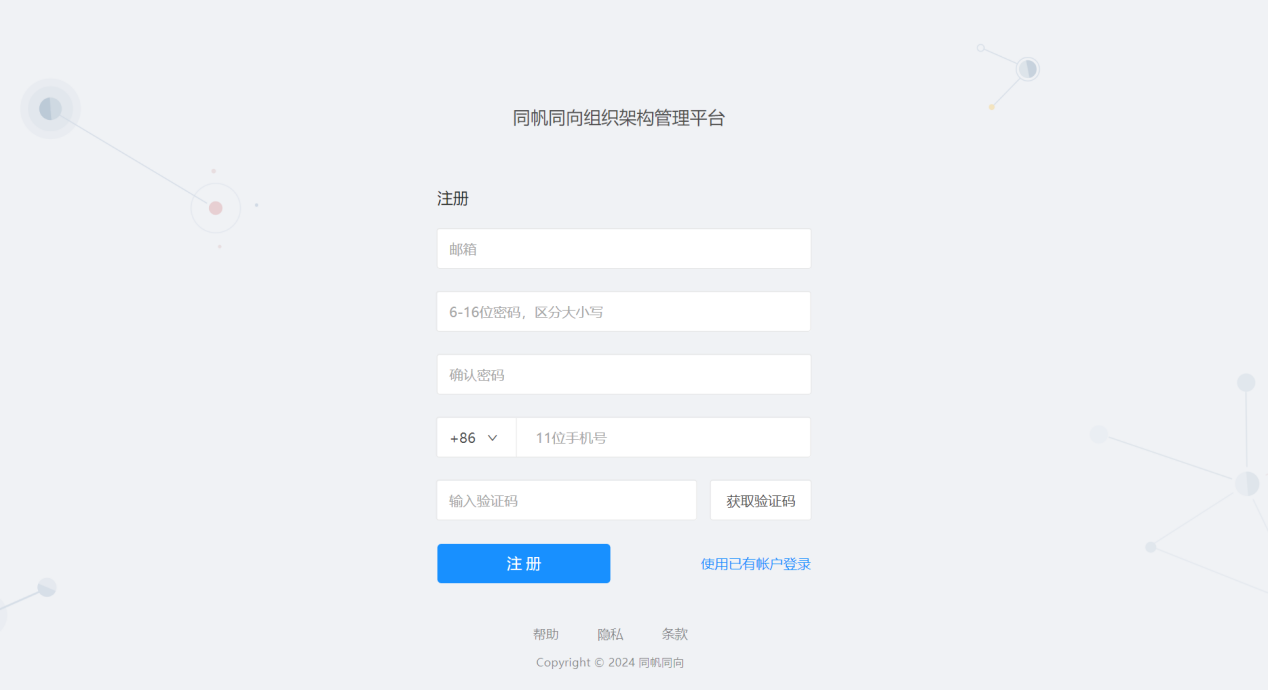 同帆同向组织架构管理平台
注册
邮箱
6-16位密码，区分大小写
确认密码
+86 11位手机号
输入验证码 获取验证码
注 册 使用已有帐户登录
帮助 隐私 条款
Copyright © 2024 同帆同向